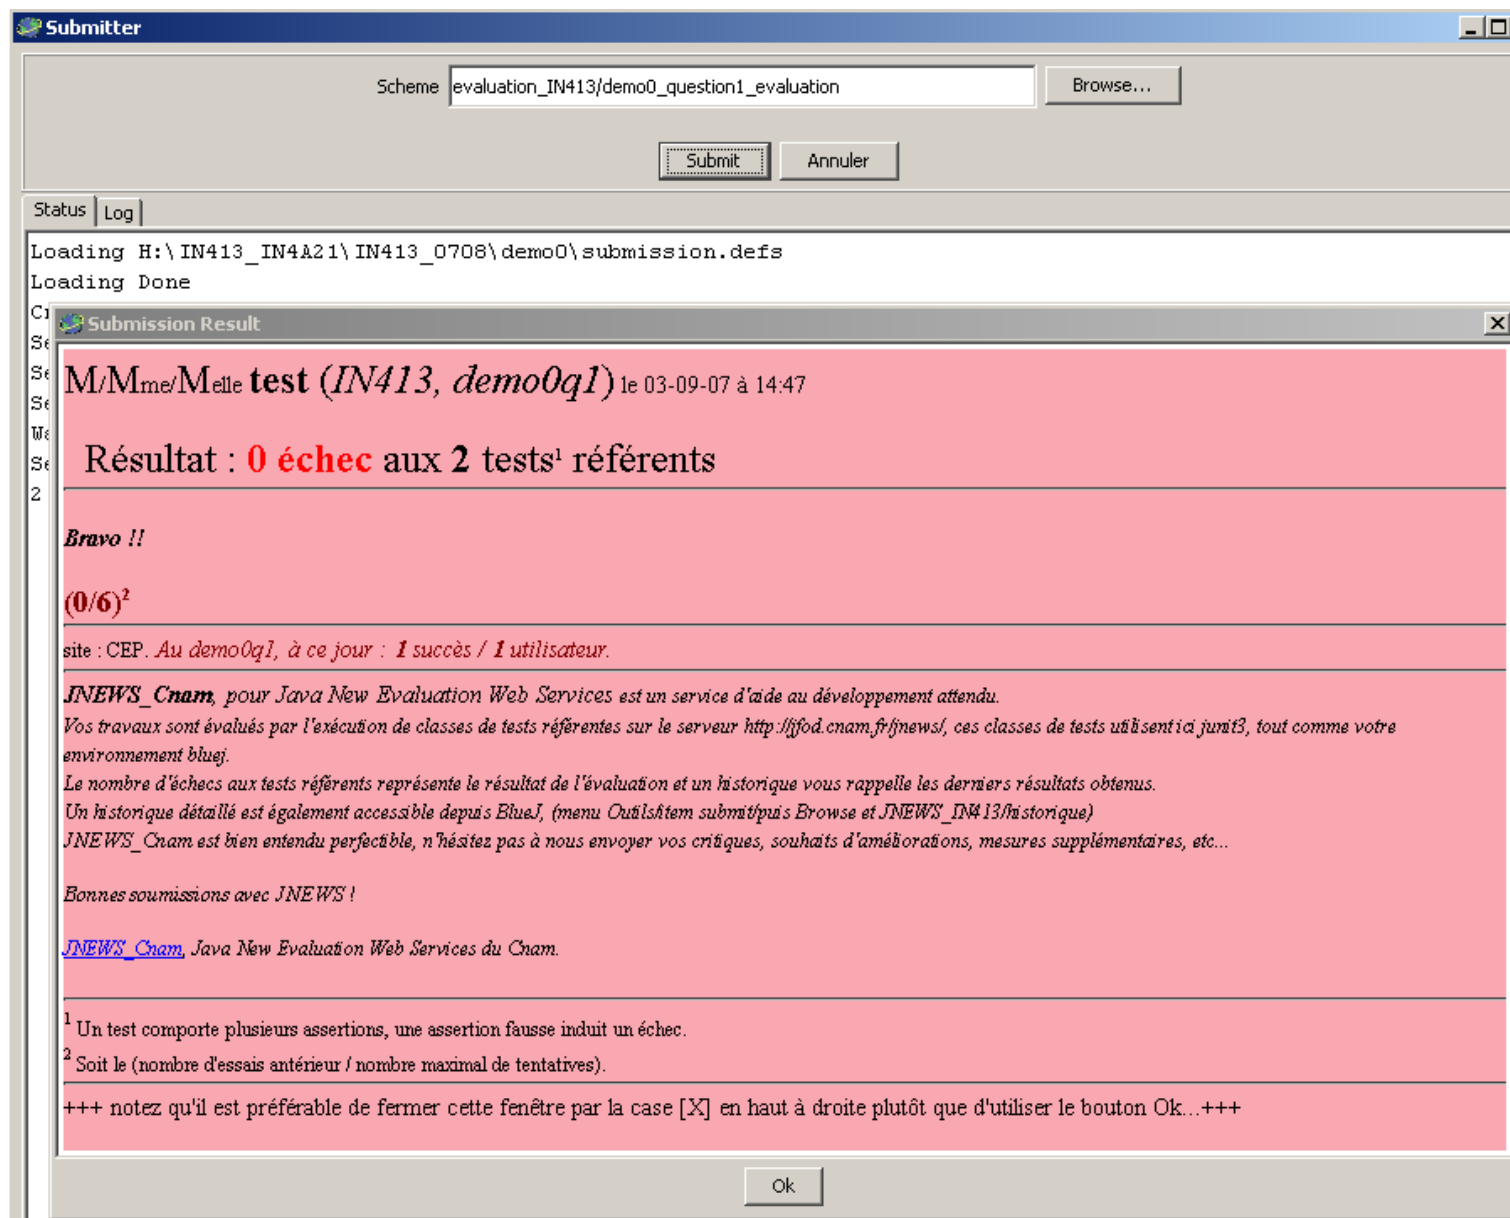 Submitter
Scheme evaluation_IN413/demo0_question1_evaluation Browse...
Submit Annuler
Status Log
Loading H:\IN413_IN4A21\IN413_0708\demo0\submission.defs
Loading Done
Submission Result
M/Mme/Melle test (IN413, demo0q1) le 03-09-07 à 14:47
Résultat : 0 échec aux 2 tests¹ référents
2
Bravo !!
(0/6)²
site : CEP. Au demo0q1, à ce jour : 1 succès / 1 utilisateur.
JNEWS_Cnam, pour Java New Evaluation Web Services est un service d'aide au développement attendu.
Vos travaux sont évalués par l'exécution de classes de tests référentes sur le serveur http://jfod.cnam.fr/jnews/, ces classes de tests utilisent ici junit3, tout comme votre
environnement bluej.
Le nombre d'échecs aux tests référents représente le résultat de l'évaluation et un historique vous rappelle les derniers résultats obtenus.
Un historique détaillé est également accessible depuis BlueJ, (menu Outils/item submit/puis Browse et JNEWS_IN413/historique)
JNEWS_Cnam est bien entendu perfectible, n'hésitez pas à nous envoyer vos critiques, souhaits d'améliorations, mesures supplémentaires, etc...
Bonnes soumissions avec JNEWS !
JNEWS_Cnam, Java New Evaluation Web Services du Cnam.
¹ Un test comporte plusieurs assertions, une assertion fausse induit un échec.
² Soit le (nombre d'essais antérieur / nombre maximal de tentatives).
+++ notez qu'il est préférable de fermer cette fenêtre par la case [X] en haut à droite plutôt que d'utiliser le bouton Ok...+++
Ok